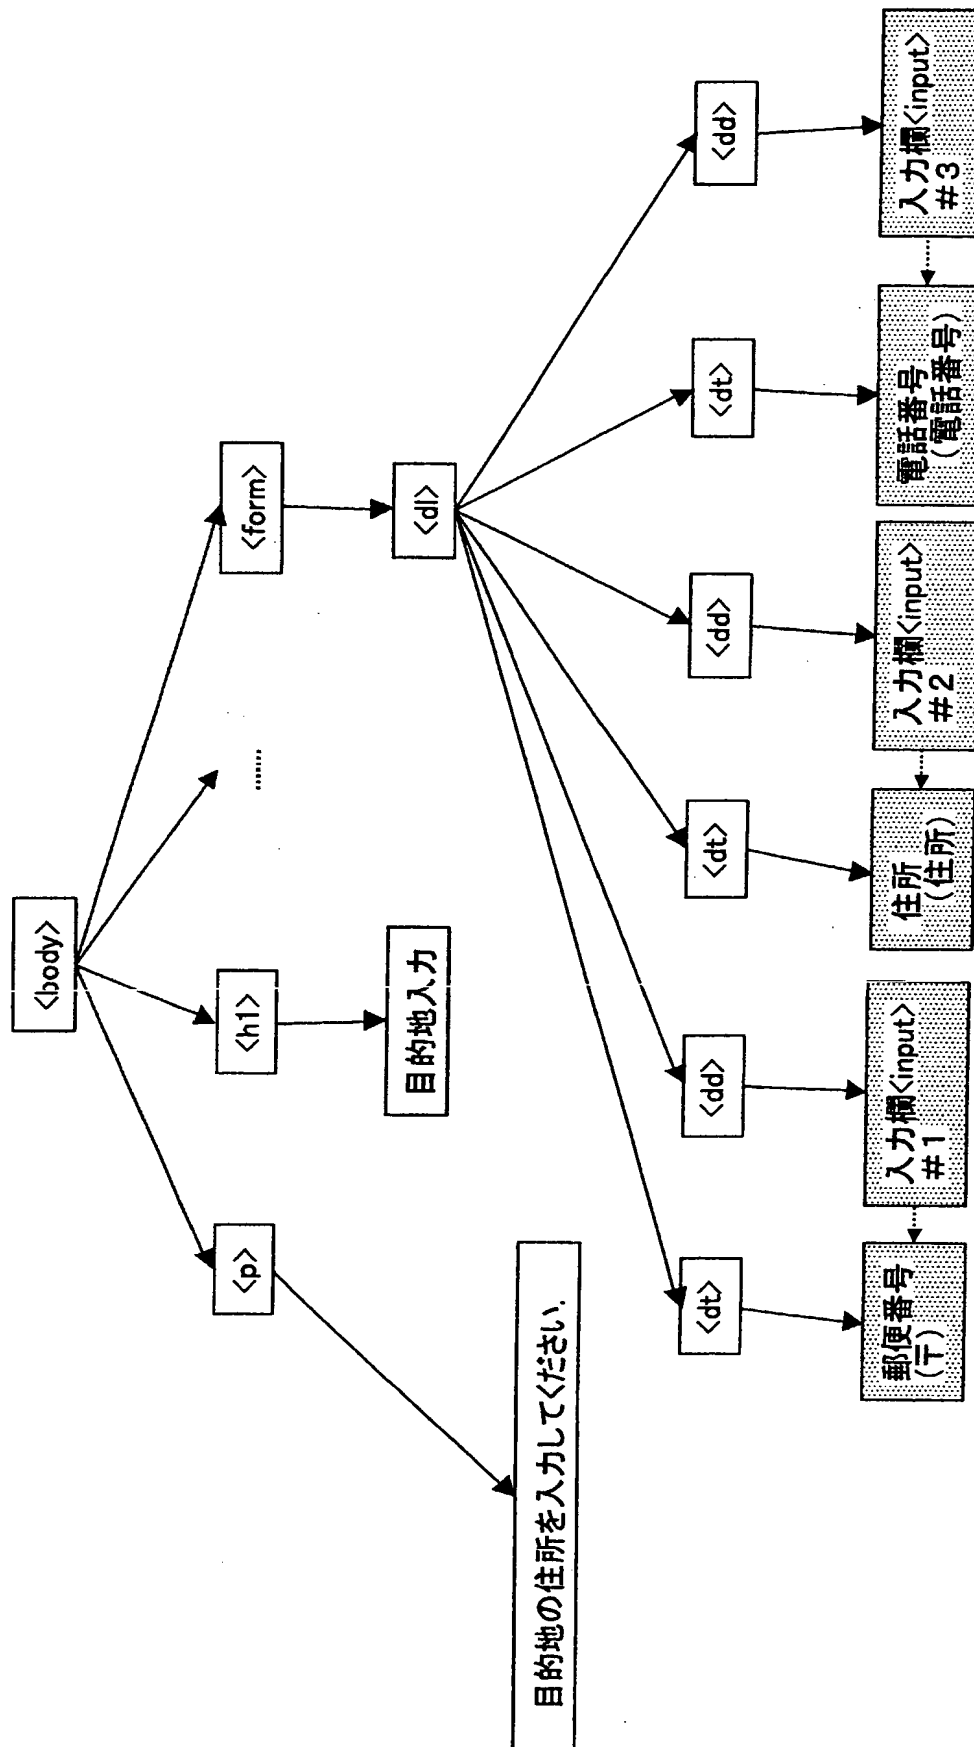 <body>
<p>
<h1>
……
<form>
目的地の住所を入力してください.
目的地入力
<dl>
<dt>
<dd>
<dt>
<dd>
<dt>
<dd>
郵便番号
(〒)
入力欄<input>
#1
住所
(住所)
入力欄<input>
#2
電話番号
(電話番号)
入力欄<input>
#3